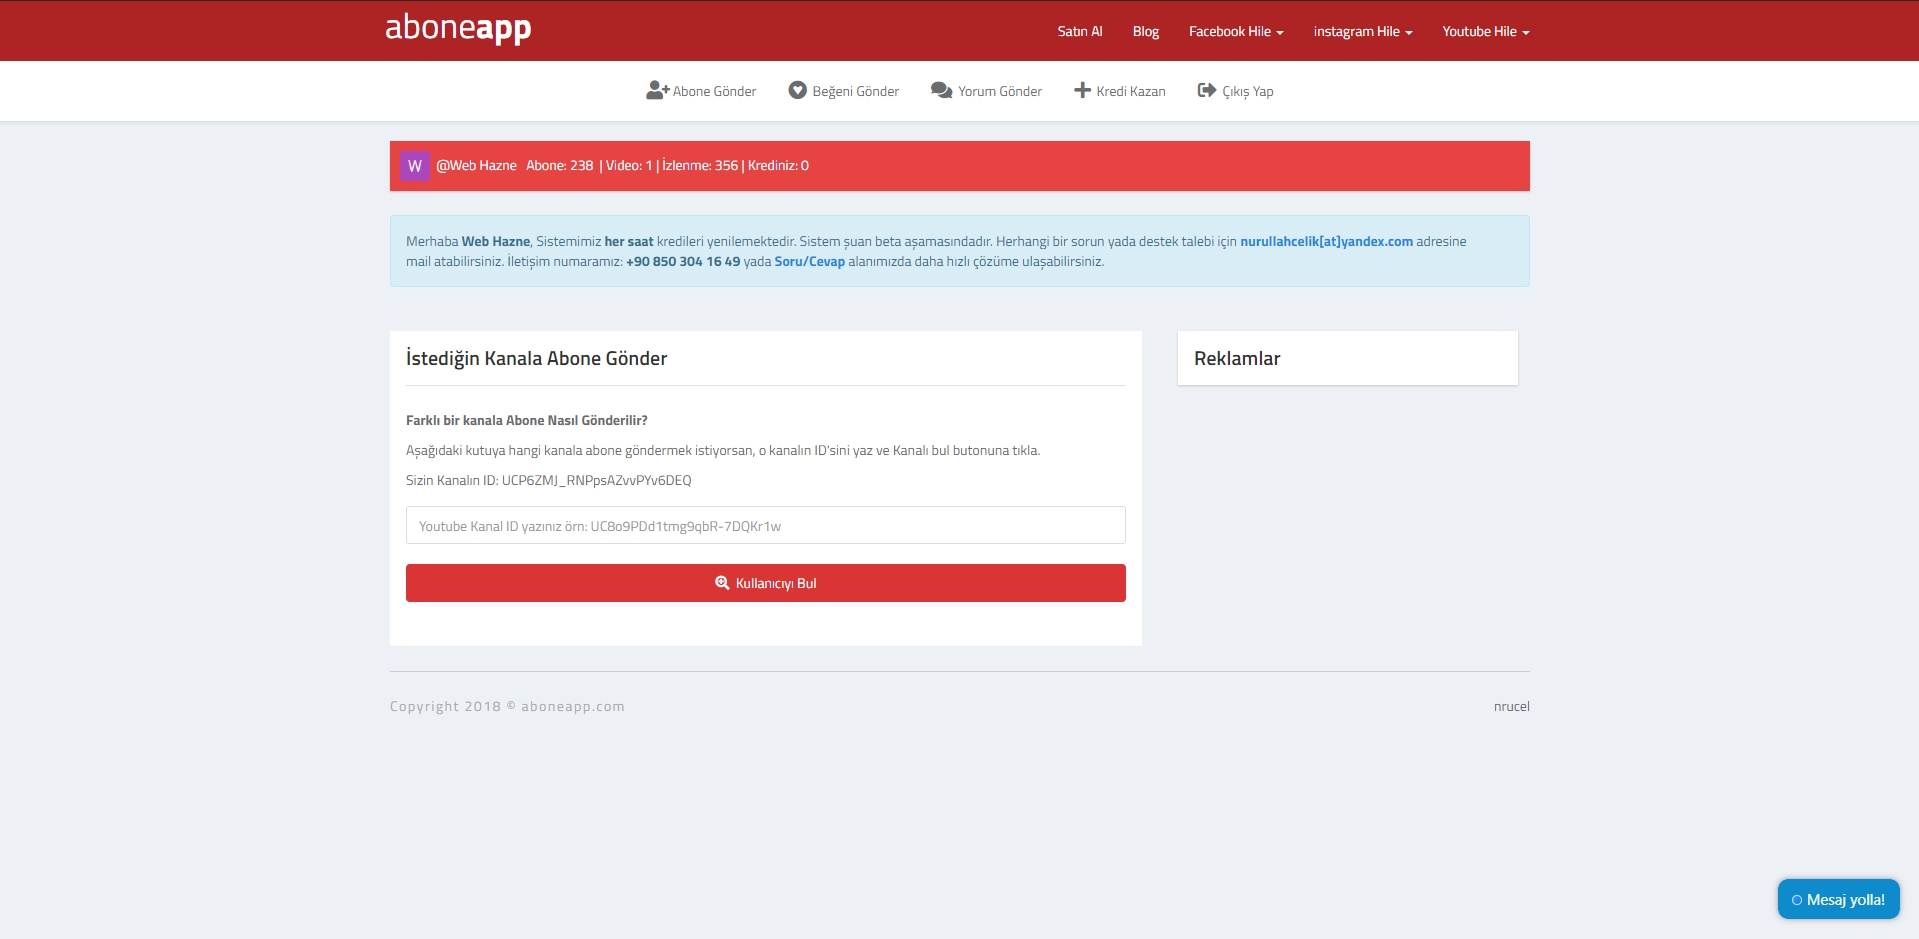 aboneapp
Satın Al Blog Facebook Hile instagram Hile Youtube Hile
Abone Gönder Beğeni Gönder Yorum Gönder Kredi Kazan Çıkış Yap
W @Web Hazne Abone: 238 | Video: 1 | İzlenme: 356 | Krediniz: 0
Merhaba Web Hazne, Sistemimiz her saat kredileri yenilemektedir. Sistem şuan beta aşamasındadır. Herhangi bir sorun yada destek talebi için nurullahcelik[at]yandex.com adresine
mail atabilirsiniz. İletişim numaramız: +90 850 304 16 49 yada Soru/Cevap alanımızda daha hızlı çözüme ulaşabilirsiniz.
İstediğin Kanala Abone Gönder
Reklamlar
Farklı bir kanala Abone Nasıl Gönderilir?
Aşağıdaki kutuya hangi kanala abone göndermek istiyorsan, o kanalın ID'sini yaz ve Kanalı bul butonuna tıkla.
Sizin Kanalın ID: UCP6ZMJ_RNPpsAZvvPYv6DEQ
Youtube Kanal ID yazınız örn: UC8o9PDd1tmg9qbR-7DQKr1w
Kullanıcıyı Bul
Copyright 2018 © aboneapp.com
nrucel
Mesaj yolla!